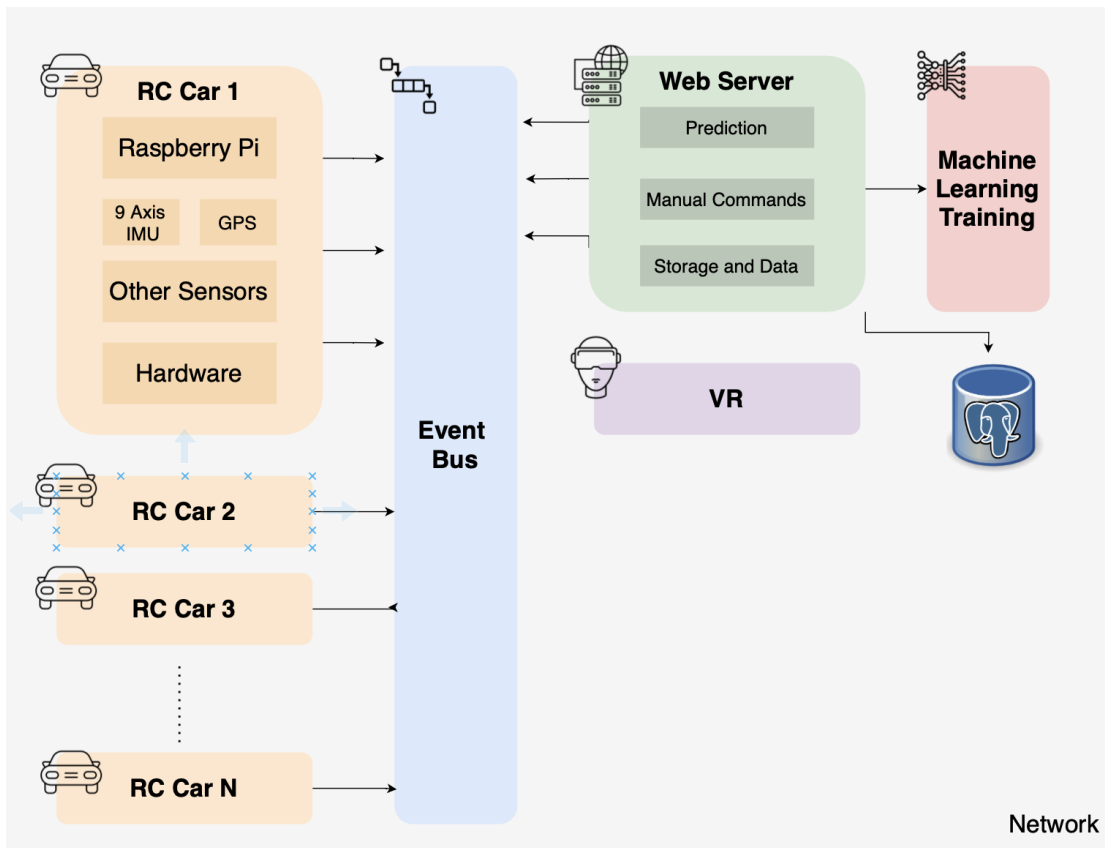 RC Car 1
Raspberry Pi
9 Axis
IMU
GPS
Other Sensors
Hardware
RC Car 2
RC Car 3
RC Car N
Event
Bus
Web Server
Prediction
Manual Commands
Storage and Data
VR
Machine
Learning
Training
Network